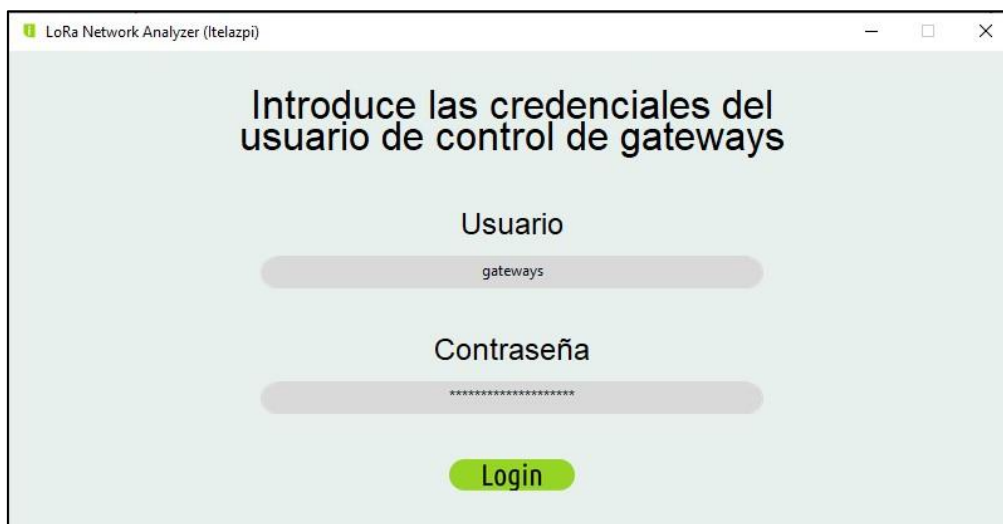 LoRa Network Analyzer (Itelazpi)
Introduce las credenciales del
usuario de control de gateways
Usuario
gateways
Contraseña
********************
Login